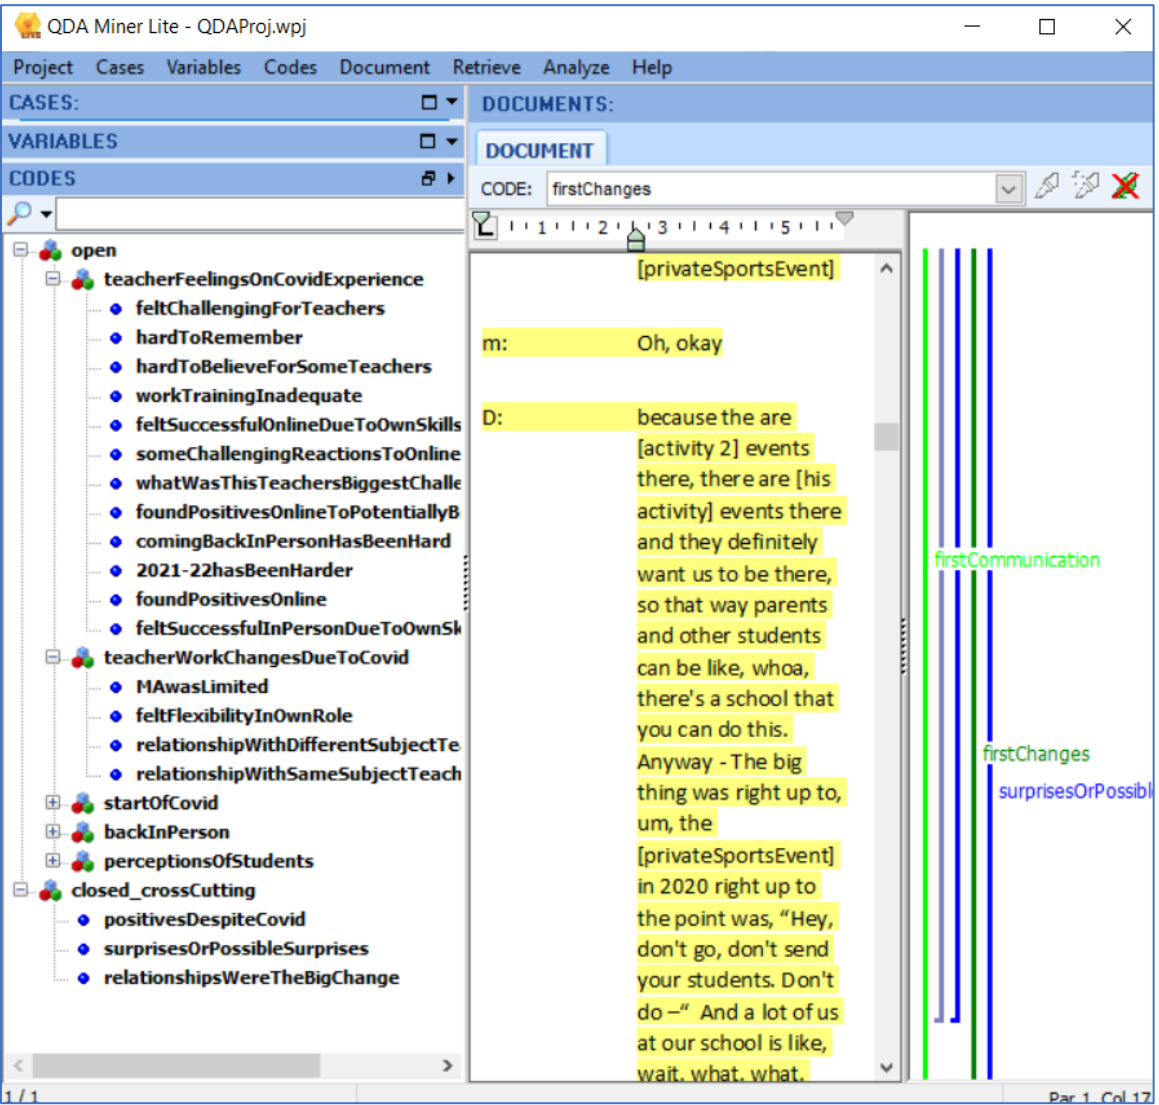 QDA Miner Lite - QDAProj.wpj
Project Cases Variables Codes Document Retrieve Analyze Help
CASES:
VARIABLES
CODES
open
teacherFeelingsOnCovidExperience
feltChallengingForTeachers
hardToRemember
hardToBelieveForSomeTeachers
workTrainingInadequate
feltSuccessfulOnlineDueToOwnSkills
someChallengingReactionsToOnline
whatWasThisTeachersBiggestChalle
foundPositivesOnlineToPotentiallyB
comingBackInPersonHasBeenHard
2021-22hasBeenHarder
foundPositivesOnline
feltSuccessfulInPersonDueToOwnSk
teacherWorkChangesDueToCovid
MAwasLimited
feltFlexibilityInOwnRole
relationshipWithDifferentSubjectTe
relationshipWithSameSubjectTeach
startOfCovid
backInPerson
perceptionsOfStudents
closed_crossCutting
positivesDespiteCovid
surprisesOrPossibleSurprises
relationshipsWereTheBigChange
1 / 1
DOCUMENTS:
DOCUMENT
CODE: firstChanges
1 2 3 4 5
[privateSportsEvent]
m: Oh, okay
D: because the are
[activity 2] events
there, there are [his
activity] events there
and they definitely
want us to be there,
so that way parents
and other students
can be like, whoa,
there's a school that
you can do this.
Anyway - The big
thing was right up to,
um, the
[privateSportsEvent]
in 2020 right up to
the point was, “Hey,
don't go, don't send
your students. Don't
do –“ And a lot of us
at our school is like,
wait, what, what,
firstCommunication
firstChanges
surprisesOrPossibl
Par 1, Col 17